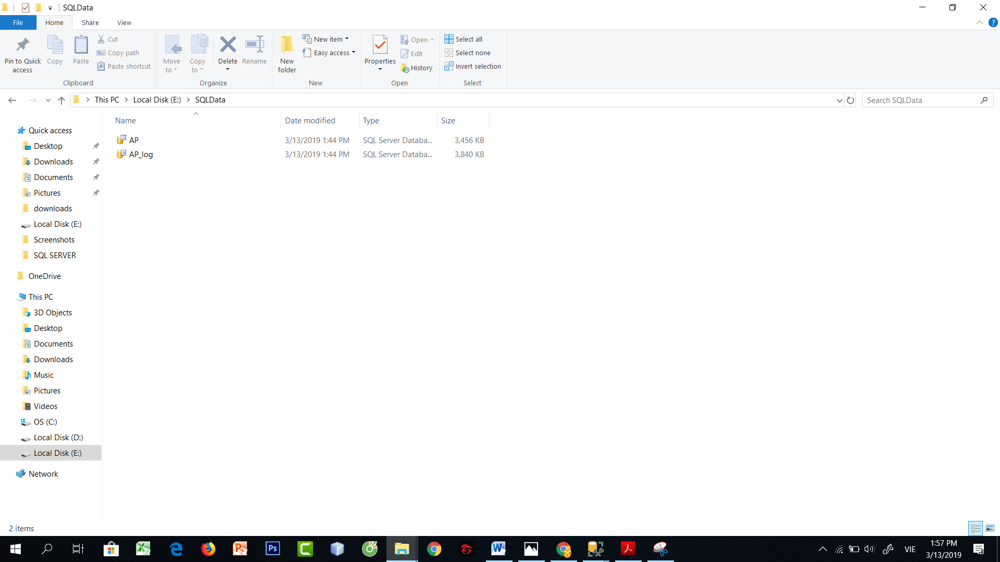 SQLData
File Home Share View
Pin to Quick access
Copy
Paste
Cut
Copy path
Paste shortcut
Clipboard
Move to
Copy to
Delete
Rename
Organize
New folder
New item
Easy access
New
Properties
Open
Edit
History
Open
Select all
Select none
Invert selection
Select
This PC > Local Disk (E:) > SQLData
Search SQLData
Name Date modified Type Size
AP 3/13/2019 1:44 PM SQL Server Databa... 3,456 KB
AP_log 3/13/2019 1:44 PM SQL Server Databa... 3,840 KB
Quick access
Desktop
Downloads
Documents
Pictures
downloads
Local Disk (E:)
Screenshots
SQL SERVER
OneDrive
This PC
3D Objects
Desktop
Documents
Downloads
Music
Pictures
Videos
OS (C:)
Local Disk (D:)
Local Disk (E:)
Network
2 items
Ps
VIE
1:57 PM
3/13/2019